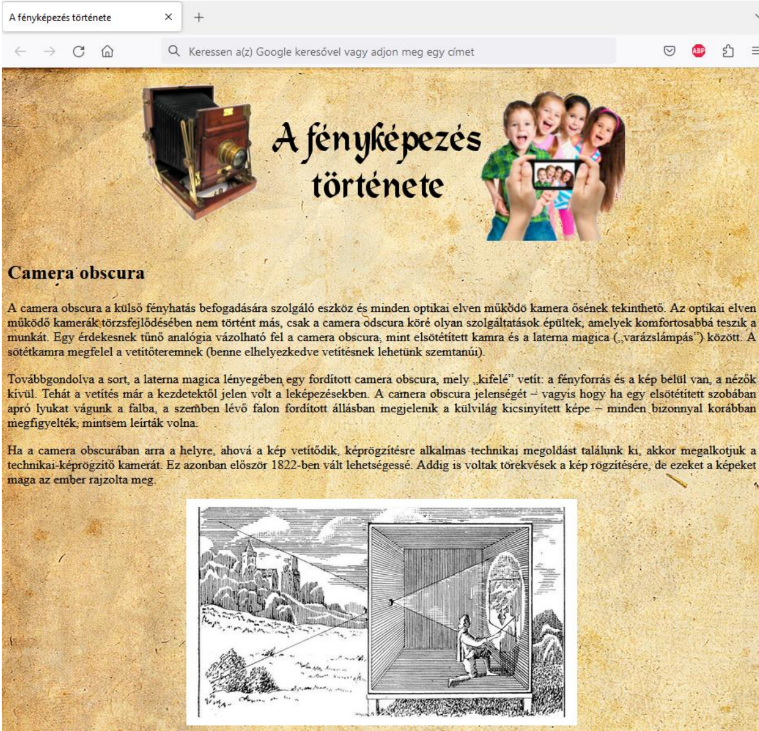 A fényképezés története
Keressen a(z) Google keresővel vagy adjon meg egy címet
ABP
A fényképezés
története
Camera obscura
A camera obscura a külső fényhatás befogadására szolgáló eszköz és minden optikai elven működő kamera ősének tekinthető. Az optikai elven
működő kamerák törzsfejlődésében nem történt más, csak a camera odscura köré olyan szolgáltatások épültek, amelyek komfortosabbá teszik a
munkát. Egy érdekesnek tűnő analógia vázolható fel a camera obscura, mint elsötétített kamra és a laterna magica („varázslámpás”) között. A
sötétkamra megfelel a vetítőteremnek (benne elhelyezkedve vetítésnek lehetünk szemtanúi).
Továbbgondolva a sort, a laterna magica lényegében egy fordított camera obscura, mely „kifelé” vetít: a fényforrás és a kép belül van, a nézők
kívül. Tehát a vetítés már a kezdetektől jelen volt a leképezésekben. A camera obscura jelenségét – vagyis hogy ha egy elsötétített szobában
apró lyukat vágunk a falba, a szemben lévő falon fordított állásban megjelenik a külvilág kicsinyített képe – minden bizonnyal korábban
megfigyelték, mintsem leírták volna.
Ha a camera obscurában arra a helyre, ahová a kép vetítődik, képrögzítésre alkalmas technikai megoldást találunk ki, akkor megalkotjuk a
technikai-képrögzítő kamerát. Ez azonban először 1822-ben vált lehetségessé. Addig is voltak törekvések a kép rögzítésére, de ezeket a képeket
maga az ember rajzolta meg.